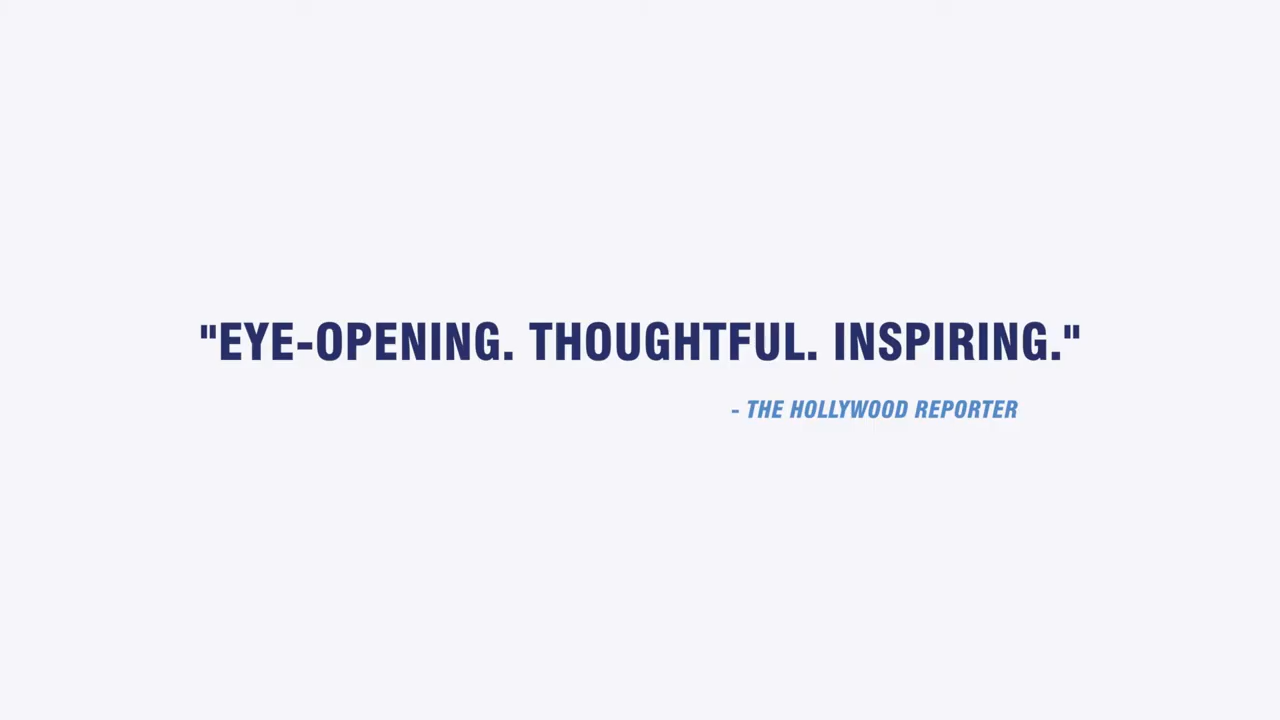 "EYE-OPENING. THOUGHTFUL. INSPIRING."
- THE HOLLYWOOD REPORTER